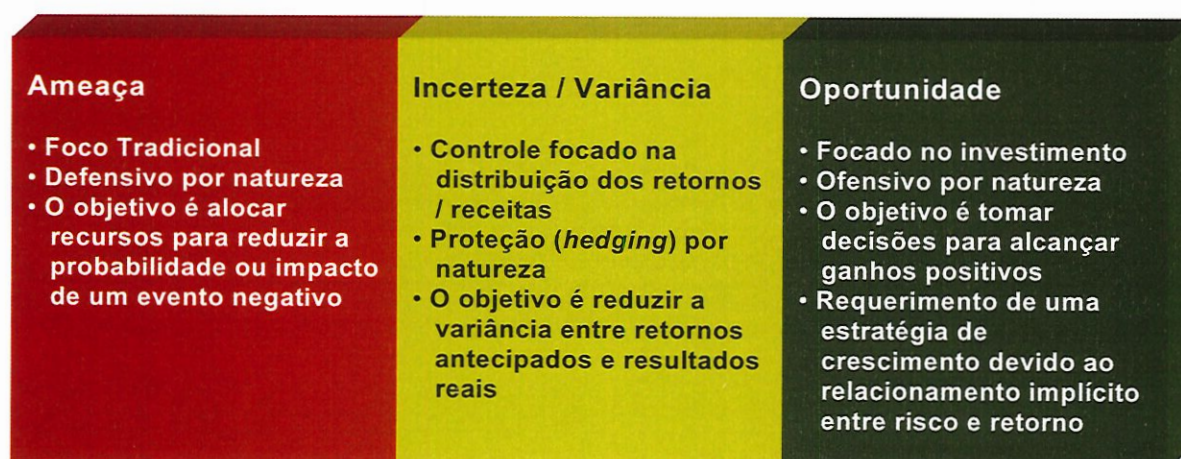 Ameaça
• Foco Tradicional
• Defensivo por natureza
• O objetivo é alocar
recursos para reduzir a
probabilidade ou impacto
de um evento negativo
Incerteza / Variância
• Controle focado na
distribuição dos retornos
/ receitas
• Proteção (hedging) por
natureza
• O objetivo é reduzir a
variância entre retornos
antecipados e resultados
reais
Oportunidade
• Focado no investimento
• Ofensivo por natureza
• O objetivo é tomar
decisões para alcançar
ganhos positivos
• Requerimento de uma
estratégia de
crescimento devido ao
relacionamento implícito
entre risco e retorno